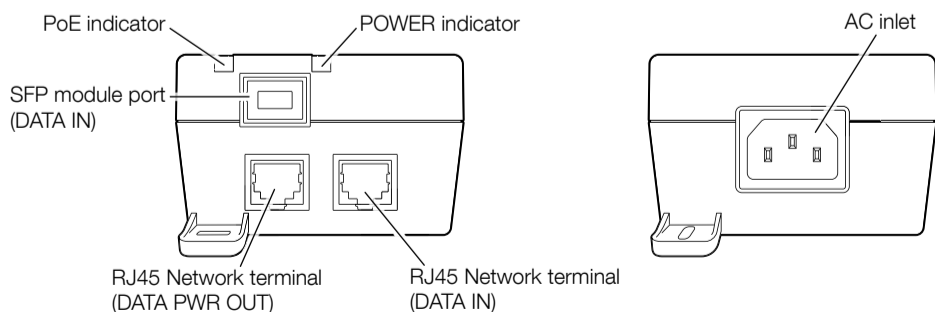 PoE indicator
POWER indicator
AC inlet
SFP module port
(DATA IN)
RJ45 Network terminal
(DATA PWR OUT)
RJ45 Network terminal
(DATA IN)